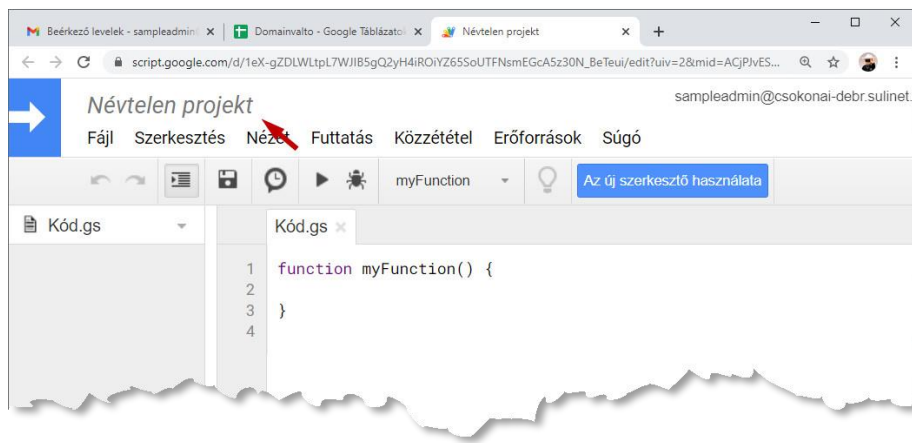 Beérkező levelek - sampleadmin
Domainvalto - Google Táblázato
Névtelen projekt
script.google.com/d/1eX-gZDLWLtpL7WJIB5gQ2yH4iROiYZ65SoUTFNsmEGcA5z30N_BeTeui/edit?uiv=2&mid=ACjPJvES...
Névtelen projekt
sampleadmin@csokonai-debr.sulinet.
Fájl Szerkesztés Nézet Futtatás Közzététel Erőforrások Súgó
myFunction
Az új szerkesztő használata
Kód.gs
Kód.gs
1 function myFunction() {
2
3 }
4